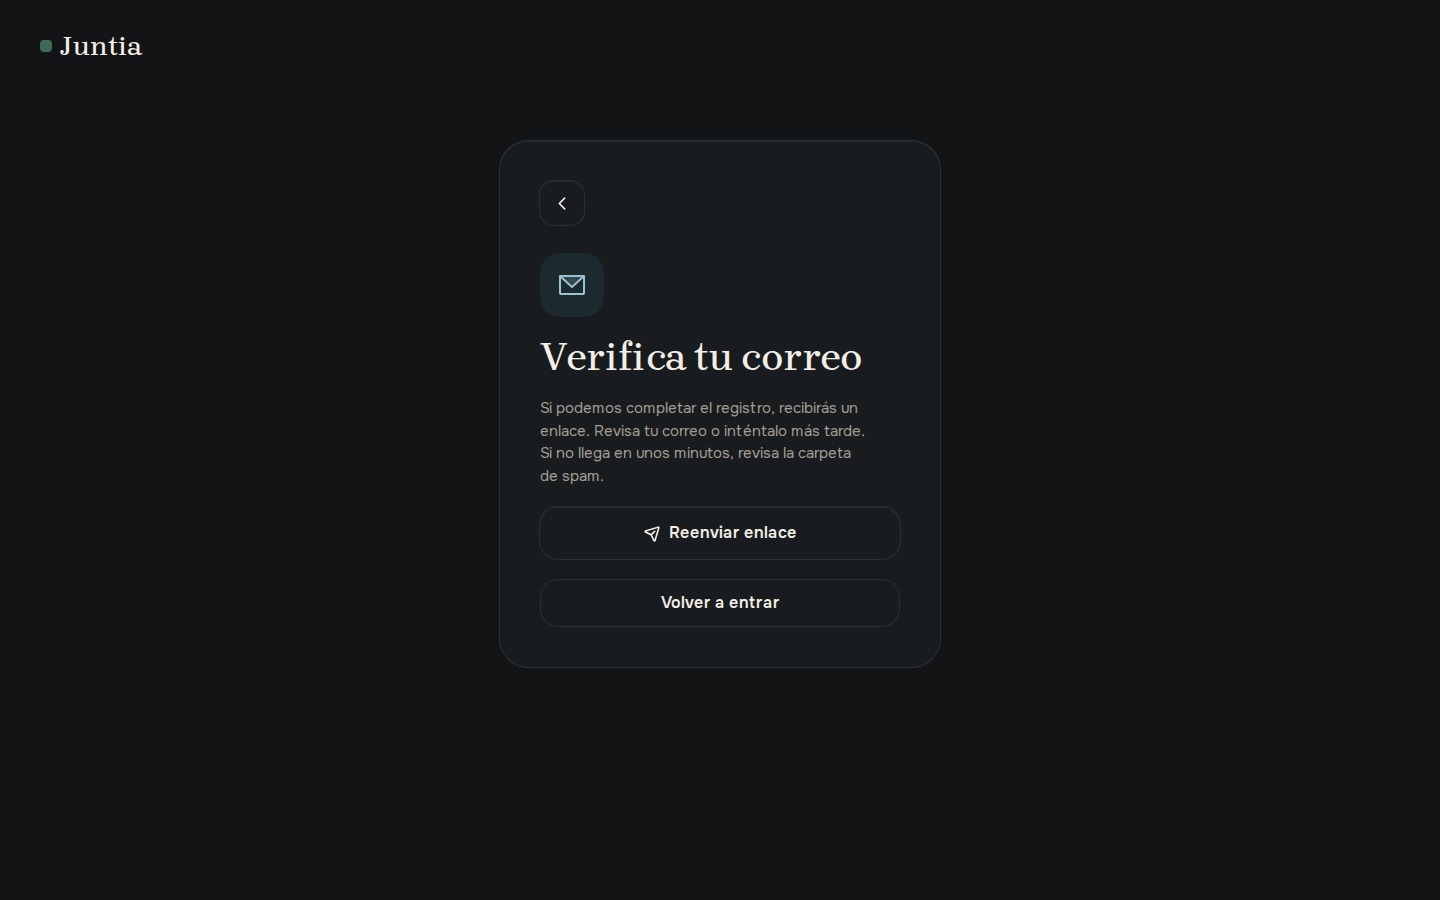 Juntia
Verifica tu correo
Si podemos completar el registro, recibirás un
enlace. Revisa tu correo o inténtalo más tarde.
Si no llega en unos minutos, revisa la carpeta
de spam.
Reenviar enlace
Volver a entrar